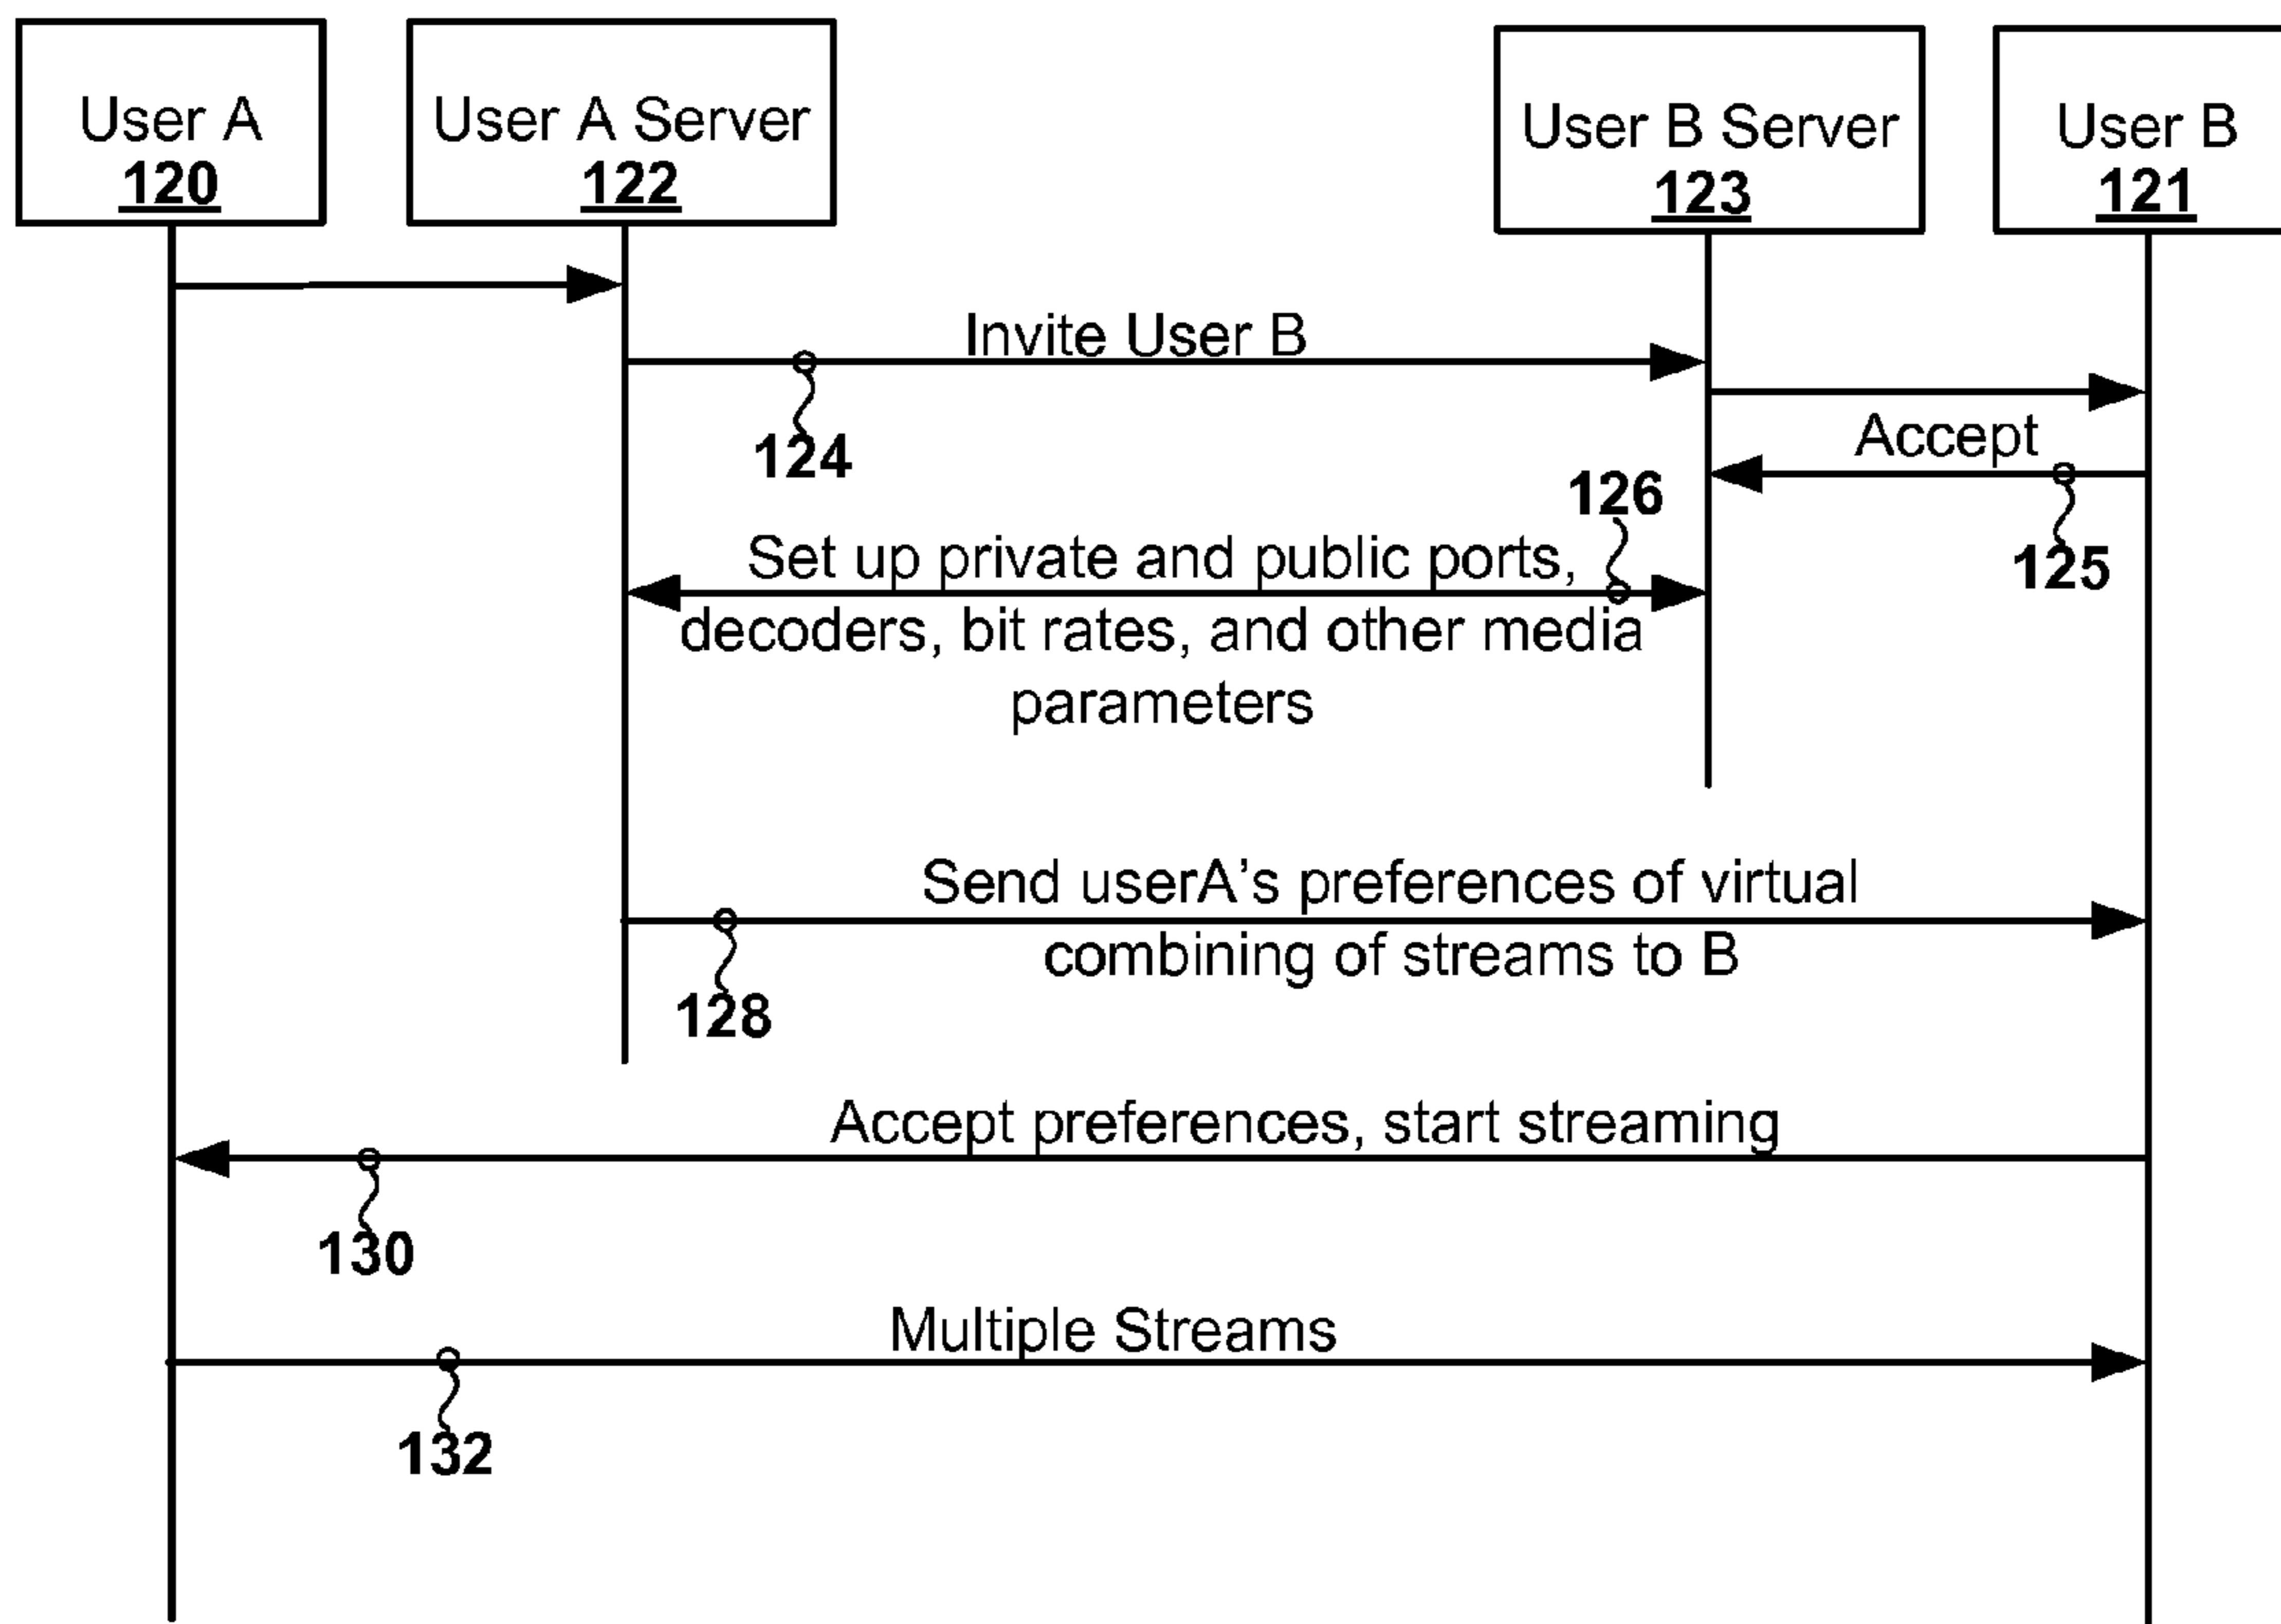 User A
120
User A Server
122
User B Server
123
User B
121
Invite User B
124
Accept
125
126
Set up private and public ports,
decoders, bit rates, and other media
parameters
Send userA's preferences of virtual
combining of streams to B
128
Accept preferences, start streaming
130
Multiple Streams
132